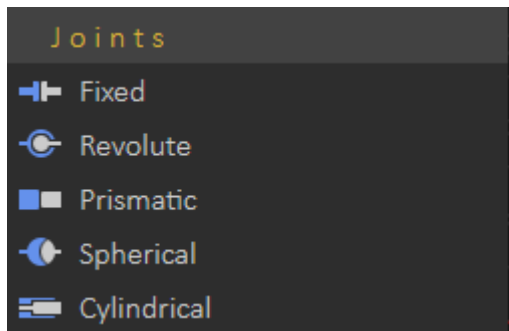 Joints
Fixed
Revolute
Prismatic
Spherical
Cylindrical